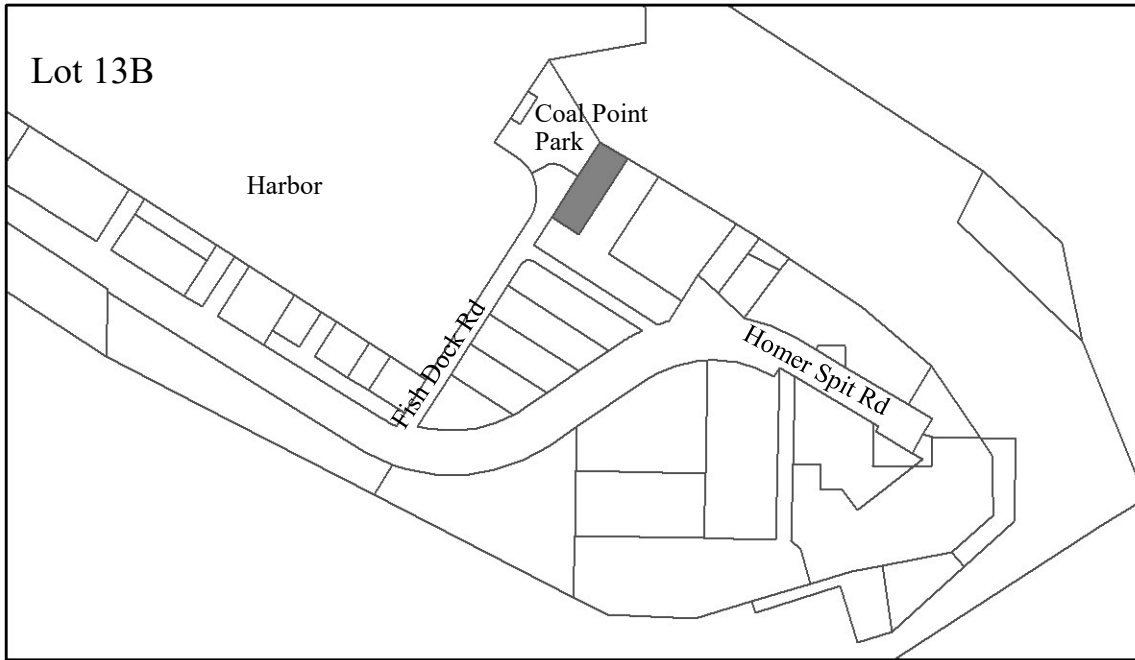 Lot 13B
Coal Point
Park
Harbor
Fish Dock Rd
Homer Spit Rd